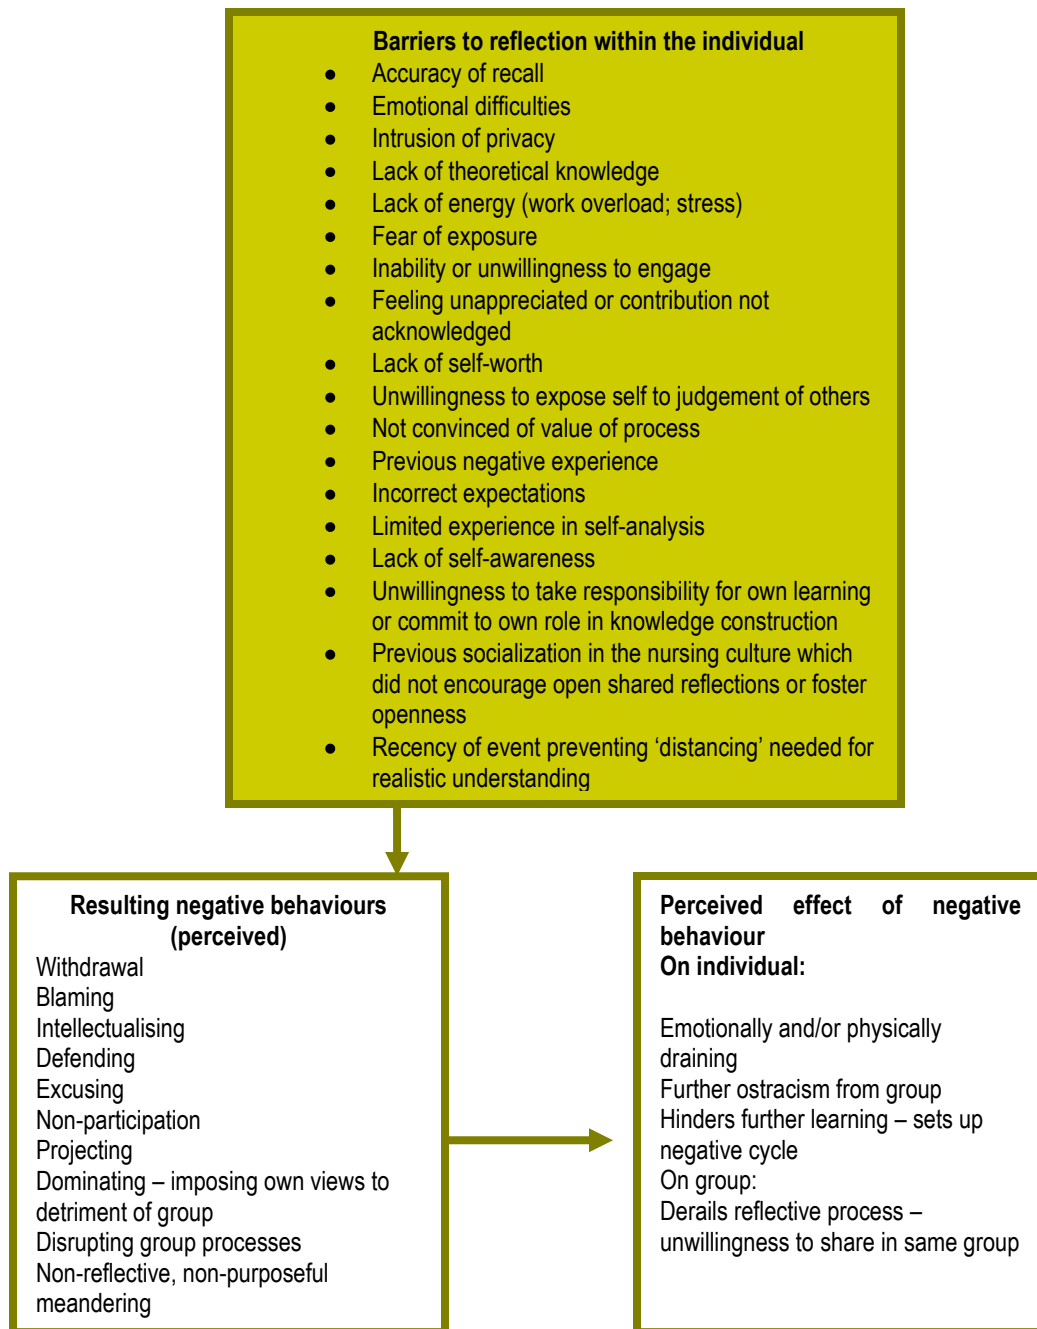 Barriers to reflection within the individual
• Accuracy of recall
• Emotional difficulties
• Intrusion of privacy
• Lack of theoretical knowledge
• Lack of energy (work overload; stress)
• Fear of exposure
• Inability or unwillingness to engage
• Feeling unappreciated or contribution not
acknowledged
• Lack of self-worth
• Unwillingness to expose self to judgement of others
• Not convinced of value of process
• Previous negative experience
• Incorrect expectations
• Limited experience in self-analysis
• Lack of self-awareness
• Unwillingness to take responsibility for own learning
or commit to own role in knowledge construction
• Previous socialization in the nursing culture which
did not encourage open shared reflections or foster
openness
• Recency of event preventing ‘distancing’ needed for
realistic understanding
Resulting negative behaviours
(perceived)
Withdrawal
Blaming
Intellectualising
Defending
Excusing
Non-participation
Projecting
Dominating – imposing own views to
detriment of group
Disrupting group processes
Non-reflective, non-purposeful
meandering
Perceived effect of negative
behaviour
On individual:
Emotionally and/or physically
draining
Further ostracism from group
Hinders further learning – sets up
negative cycle
On group:
Derails reflective process –
unwillingness to share in same group